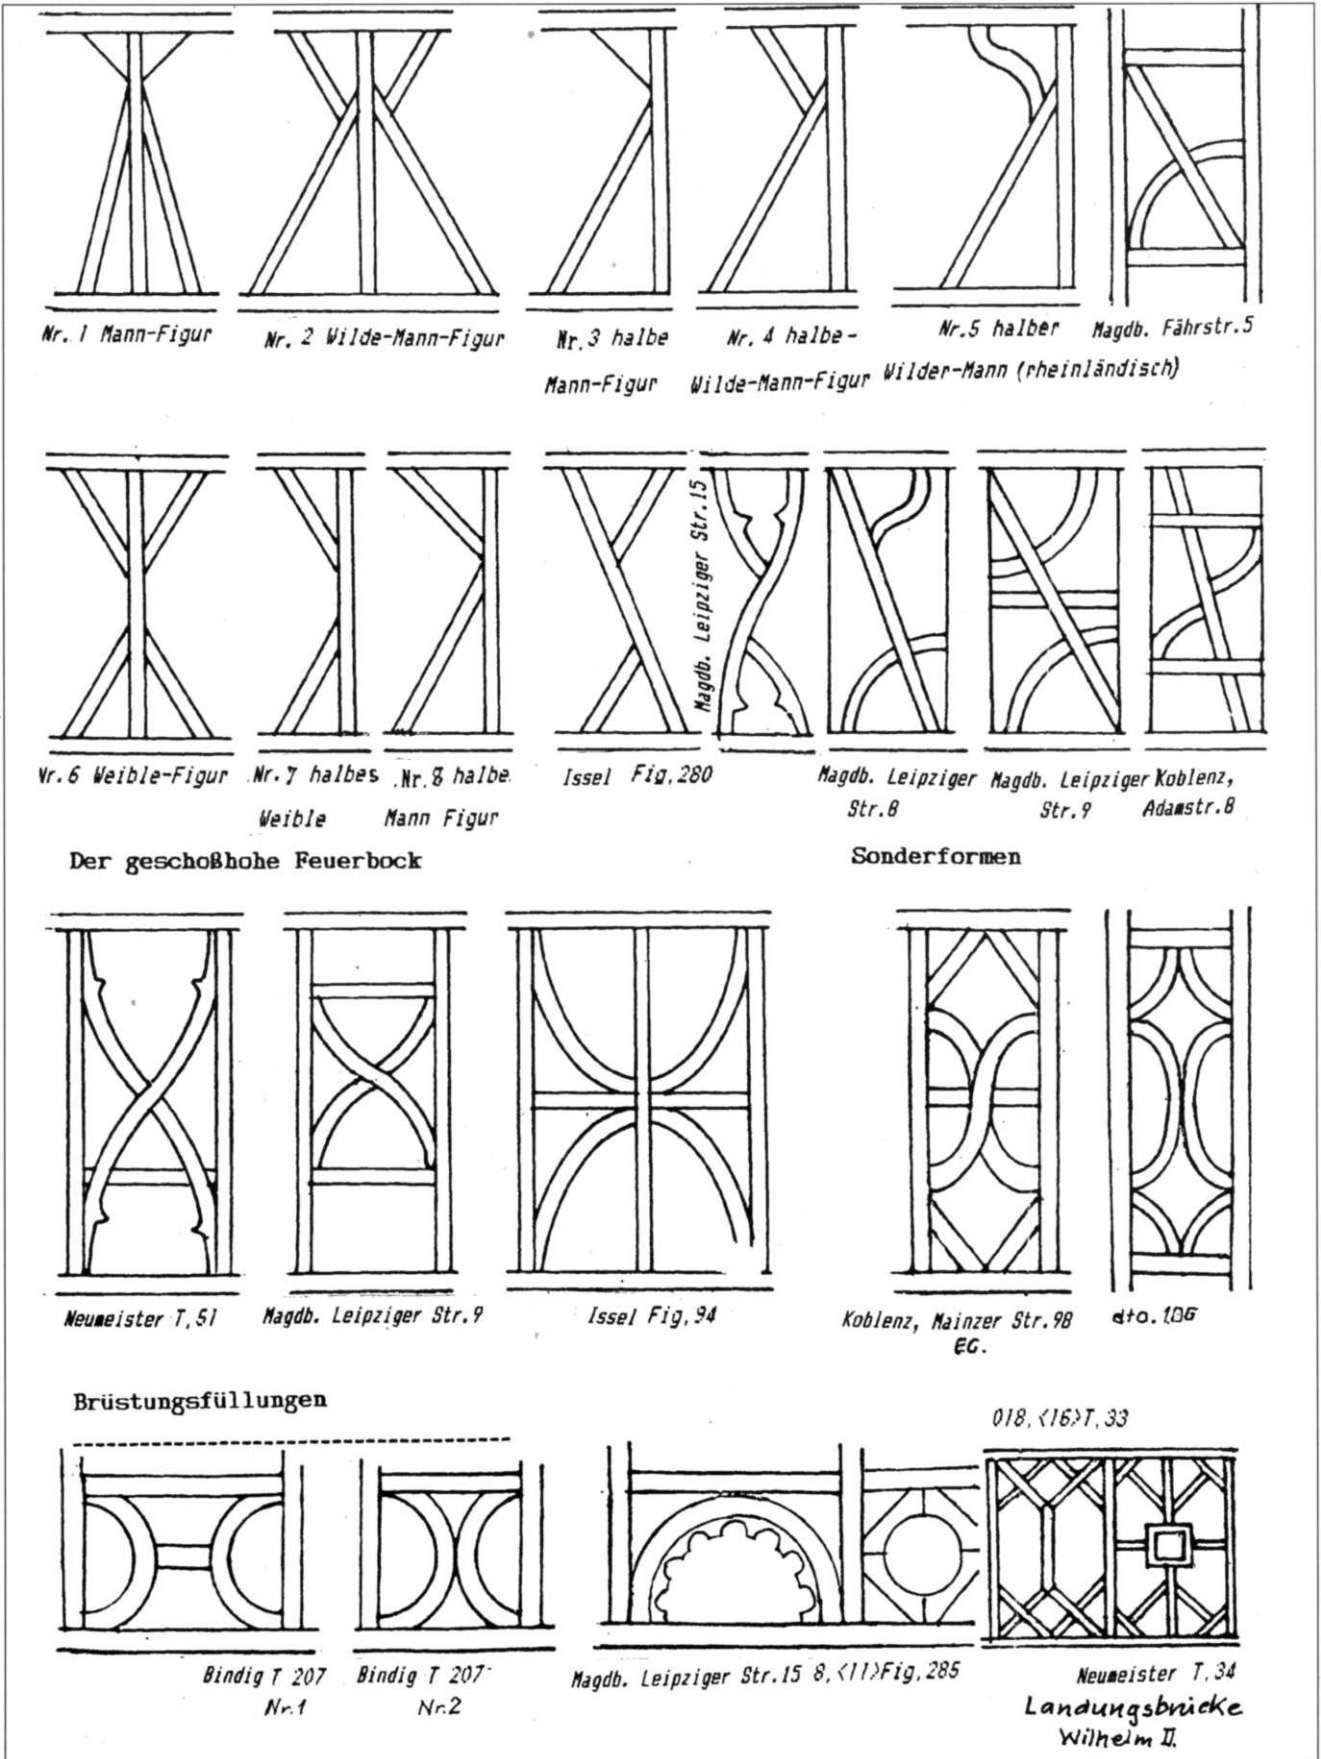 Nr. 1 Mann-Figur
Nr. 2 Wilde-Mann-Figur
Nr. 3 halbe
Mann-Figur
Nr. 4 halbe-
Wilde-Mann-Figur
Nr. 5 halber
Wilder-Mann (rheinländisch)
Magdb. Fährstr. 5
Nr. 6 Weible-Figur
Nr. 7 halbes
Weible
Nr. 8 halbe
Mann Figur
Issel Fig. 280
Magdb. Leipziger Str. 15
Magdb. Leipziger
Str. 8
Magdb. Leipziger
Str. 9
Koblenz,
Adamstr. 8
Der geschoßhohe Feuerbock
Sonderformen
Neumeister T, 51
Magdb. Leipziger Str. 9
Issel Fig, 94
Koblenz, Mainzer Str. 98
EG.
dto. 1.OG
Brüstungsfüllungen
018, <16>T, 33
Bindig T 207
Nr. 1
Bindig T 207
Nr. 2
Magdb. Leipziger Str. 15 8, <11>Fig, 285
Neumeister T, 34
Landungsbrücke
Wilhelm II.